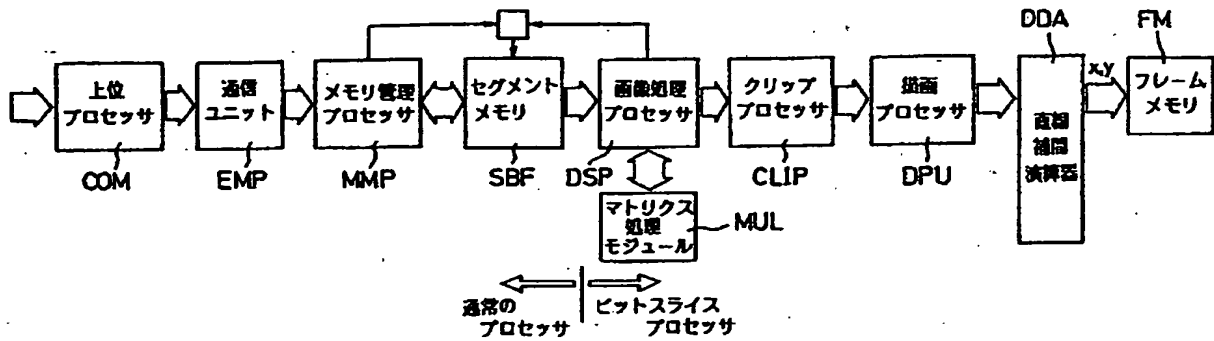 DDA
FM
上位
プロセッサ
通信
ユニット
メモリ管理
プロセッサ
セグメント
メモリ
画像処理
プロセッサ
クリップ
プロセッサ
描画
プロセッサ
直線
補間
演算器
x,y
フレーム
メモリ
COM
EMP
MMP
SBF
DSP
CLIP
DPU
マトリクス
処理
モジュール
MUL
通常の
プロセッサ
ビットスライス
プロセッサ